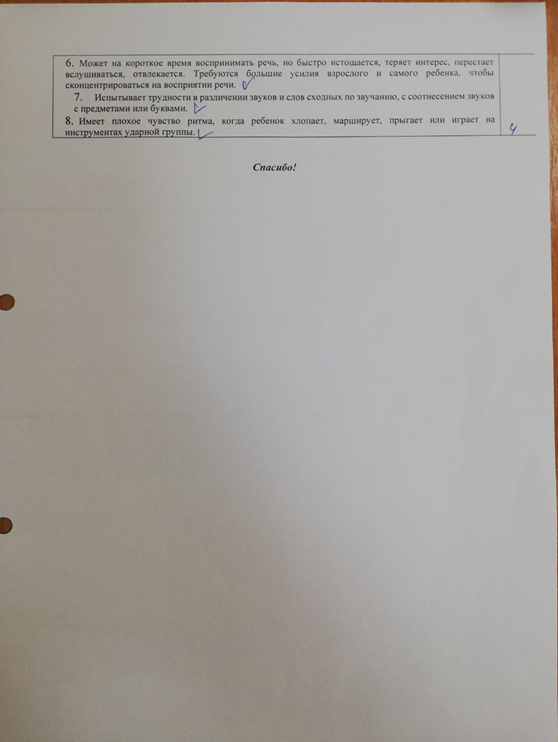 6. Может на короткое время воспринимать речь, но быстро истощается, теряет интерес, перестает
вслушиваться, отвлекается. Требуются большие усилия взрослого и самого ребенка, чтобы
сконцентрироваться на восприятии речи. ✓
7. Испытывает трудности в различении звуков и слов сходных по звучанию, с соотнесением звуков
с предметами или буквами. ✓
8. Имеет плохое чувство ритма, когда ребенок хлопает, марширует, прыгает или играет на
инструментах ударной группы. ✓
4
Спасибо!